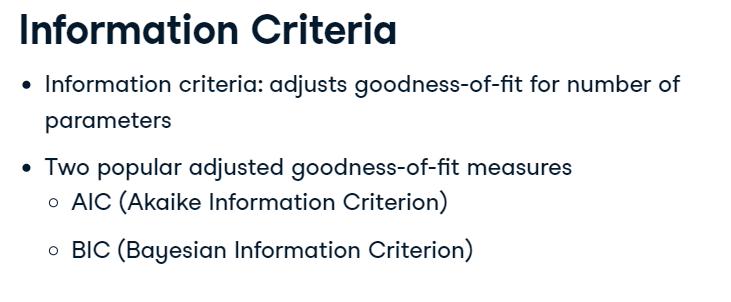 Information Criteria
• Information criteria: adjusts goodness-of-fit for number of
parameters
• Two popular adjusted goodness-of-fit measures
○ AIC (Akaike Information Criterion)
○ BIC (Bayesian Information Criterion)